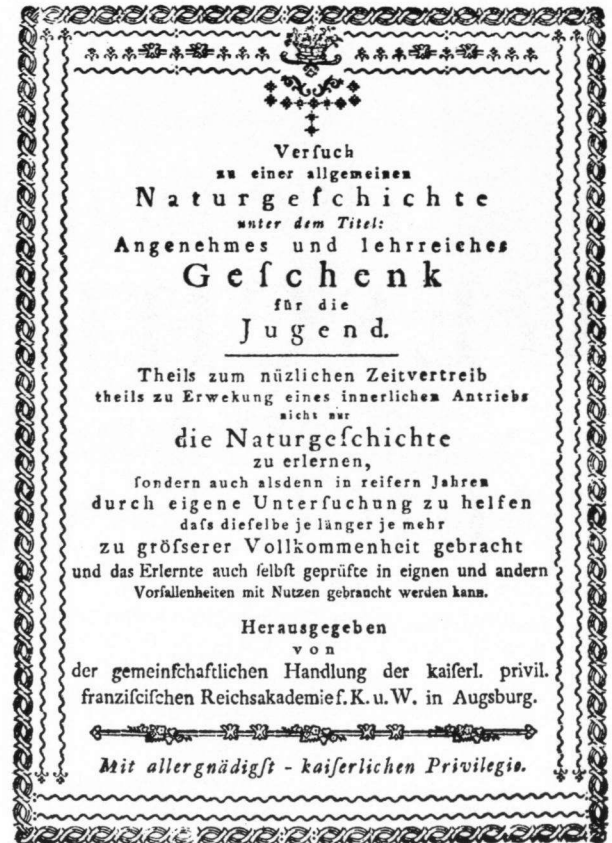 Verſuch
zu einer allgemeinen
Naturgeſchichte
unter dem Titel:
Angenehmes und lehrreiches
Geſchenk
für die
Jugend.
Theils zum nüzlichen Zeitvertreib
theils zu Erwekung eines innerlichen Antriebs
nicht nur
die Naturgeſchichte
zu erlernen,
ſondern auch alsdenn in reifern Jahren
durch eigene Unterſuchung zu helfen
daſs dieſelbe je länger je mehr
zu gröſserer Vollkommenheit gebracht
und das Erlernte auch ſelbſt geprüfte in eignen und andern
Vorfallenheiten mit Nutzen gebraucht werden kann.
Herausgegeben
von
der gemeinſchaftlichen Handlung der kaiſerl. privil.
franziſciſchen Reichsakademie f. K. u. W. in Augsburg.
Mit allergnädigſt - kaiſerlichen Privilegio.